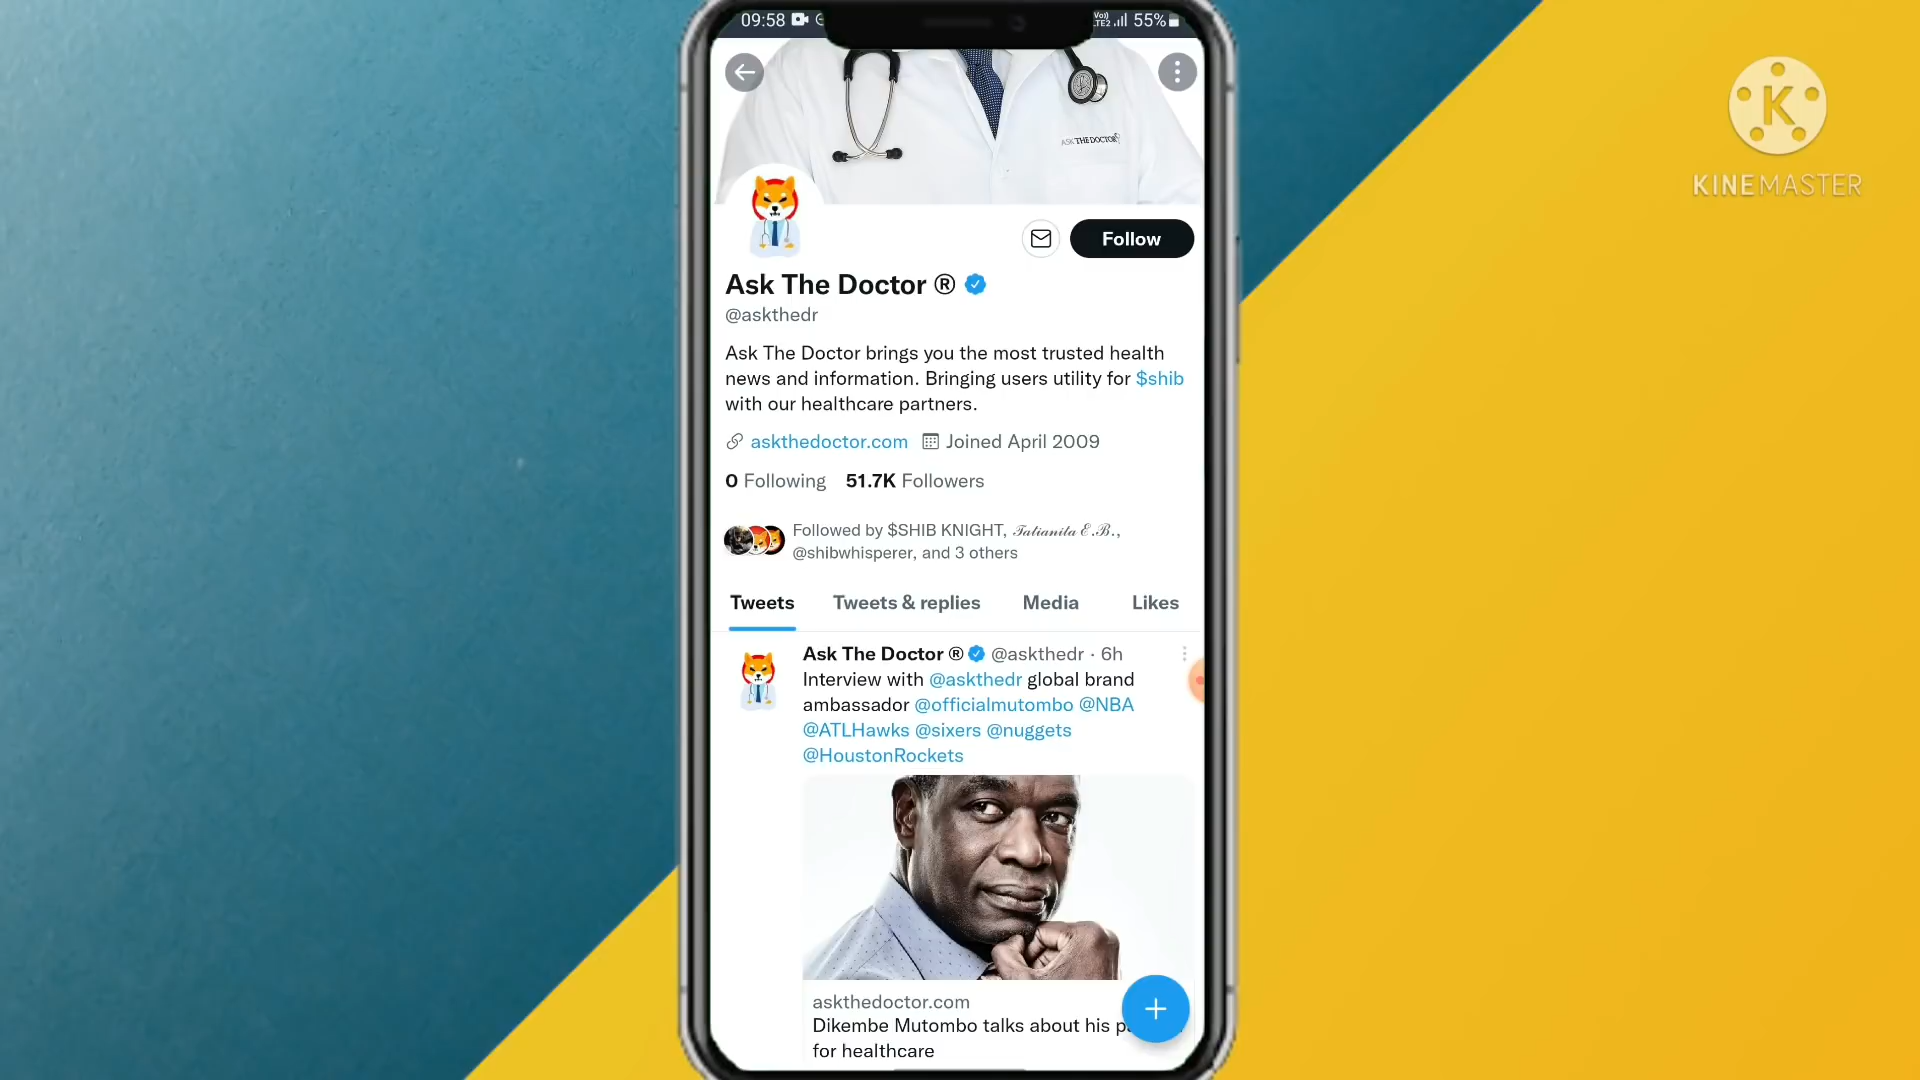 09:58 55%
KINEMASTER
ASK THE DOCTOR
Follow
Ask The Doctor ®
@askthedr
Ask The Doctor brings you the most trusted health
news and information. Bringing users utility for $shib
with our healthcare partners.
askthedoctor.com Joined April 2009
0 Following 51.7K Followers
Followed by $SHIB KNIGHT, 𝒯𝒶𝓉𝒾𝒶𝓃𝒾𝓉𝒶 ℰ.ℬ.,
@shibwhisperer, and 3 others
Tweets Tweets & replies Media Likes
Ask The Doctor ® @askthedr · 6h
Interview with @askthedr global brand
ambassador @officialmutombo @NBA
@ATLHawks @sixers @nuggets
@HoustonRockets
askthedoctor.com
Dikembe Mutombo talks about his
for healthcare